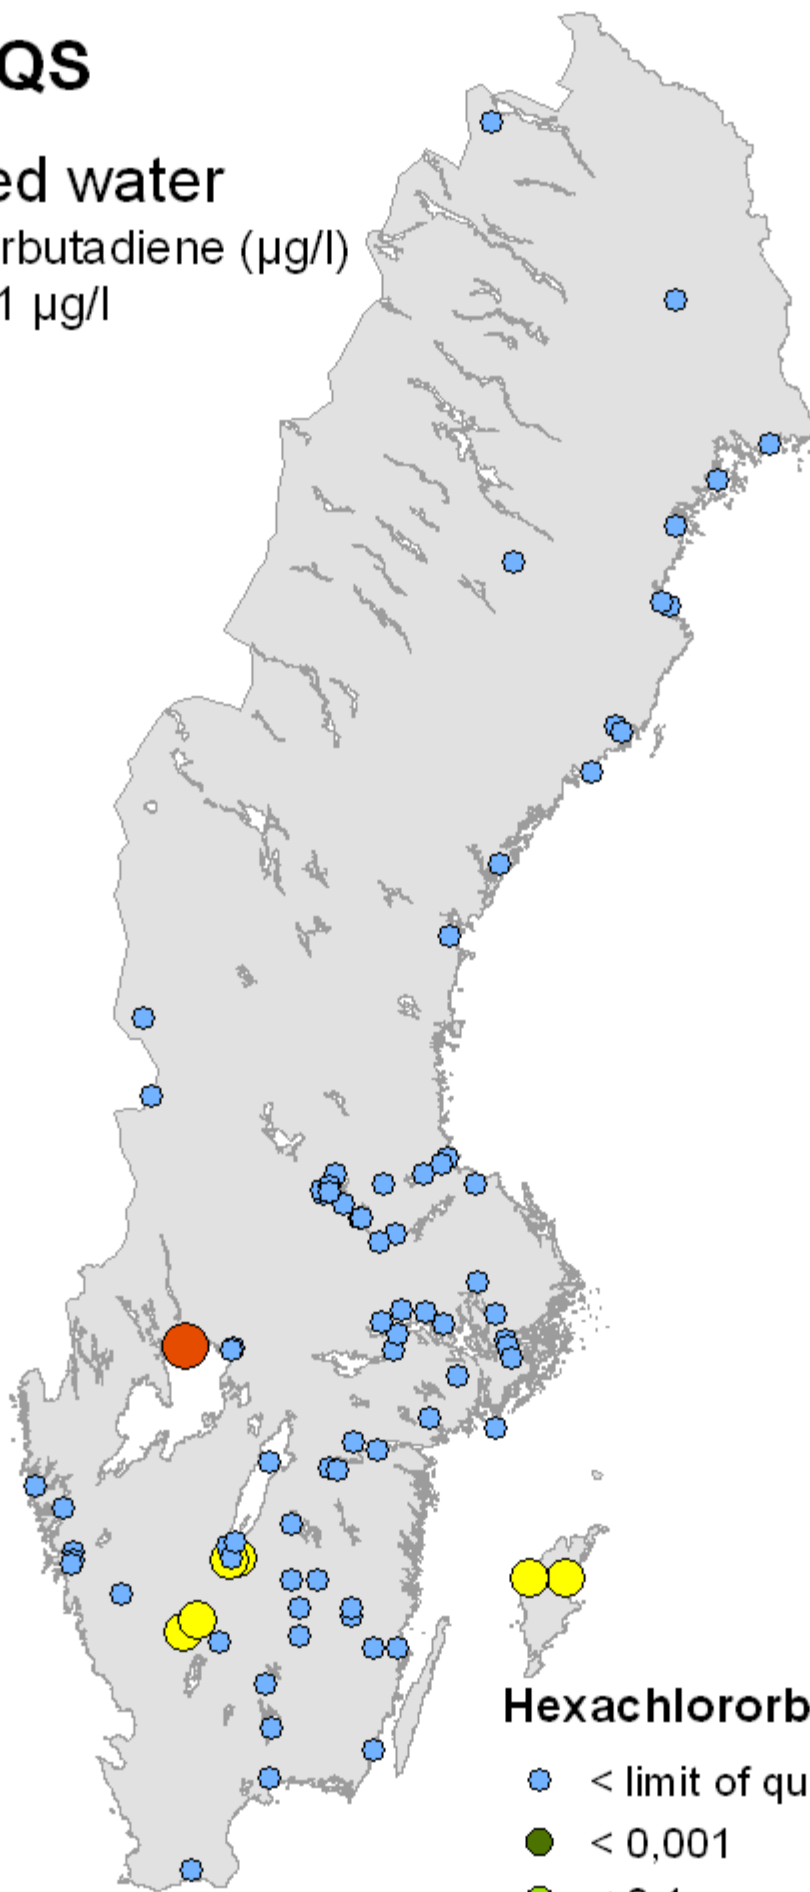 QS
ed water
rbutadiene (µg/l)
1 µg/l
Hexachlororb
< limit of qu
< 0,001